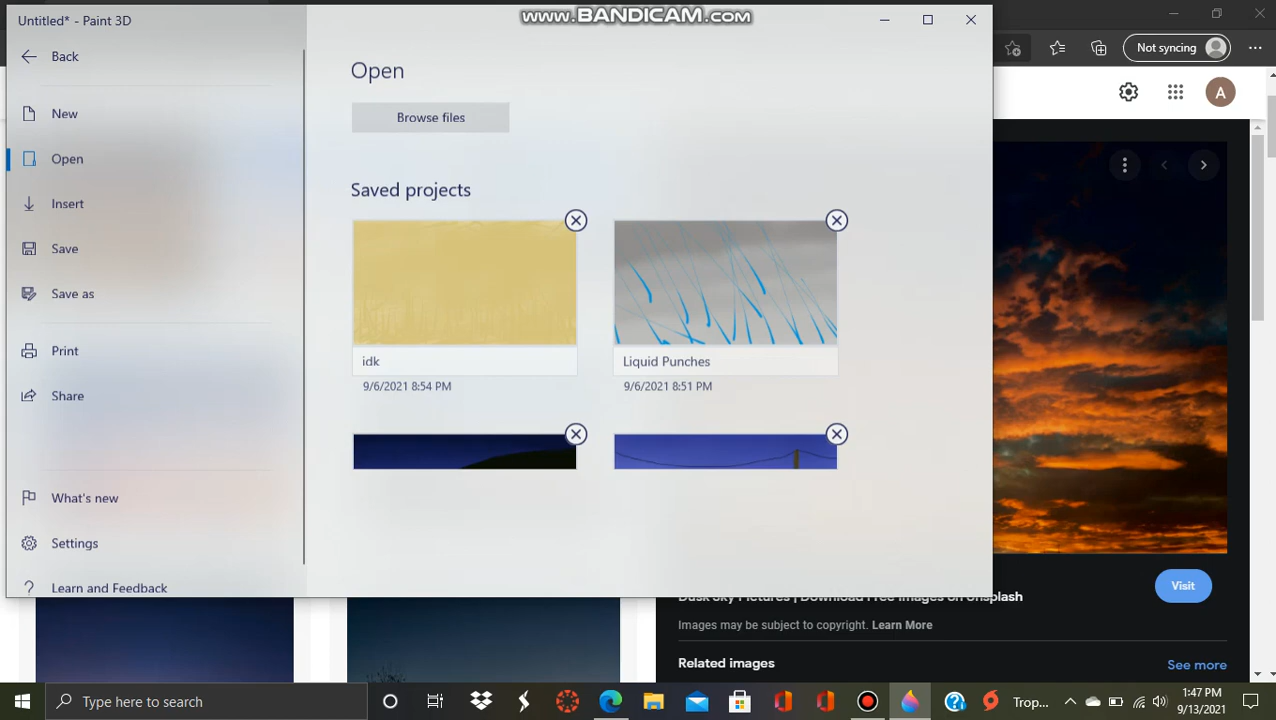 Untitled* - Paint 3D
www.BANDICAM.com
Back
Not syncing
Open
New
A
Browse files
Open
Saved projects
Insert
Save
Save as
Print
idk
Liquid Punches
9/6/2021 8:54 PM
9/6/2021 8:51 PM
Share
What's new
Settings
Learn and Feedback
Visit
Dusk Sky Pictures | Download Free Images on Unsplash
Images may be subject to copyright. Learn More
Related images
See more
Type here to search
Trop...
1:47 PM
9/13/2021